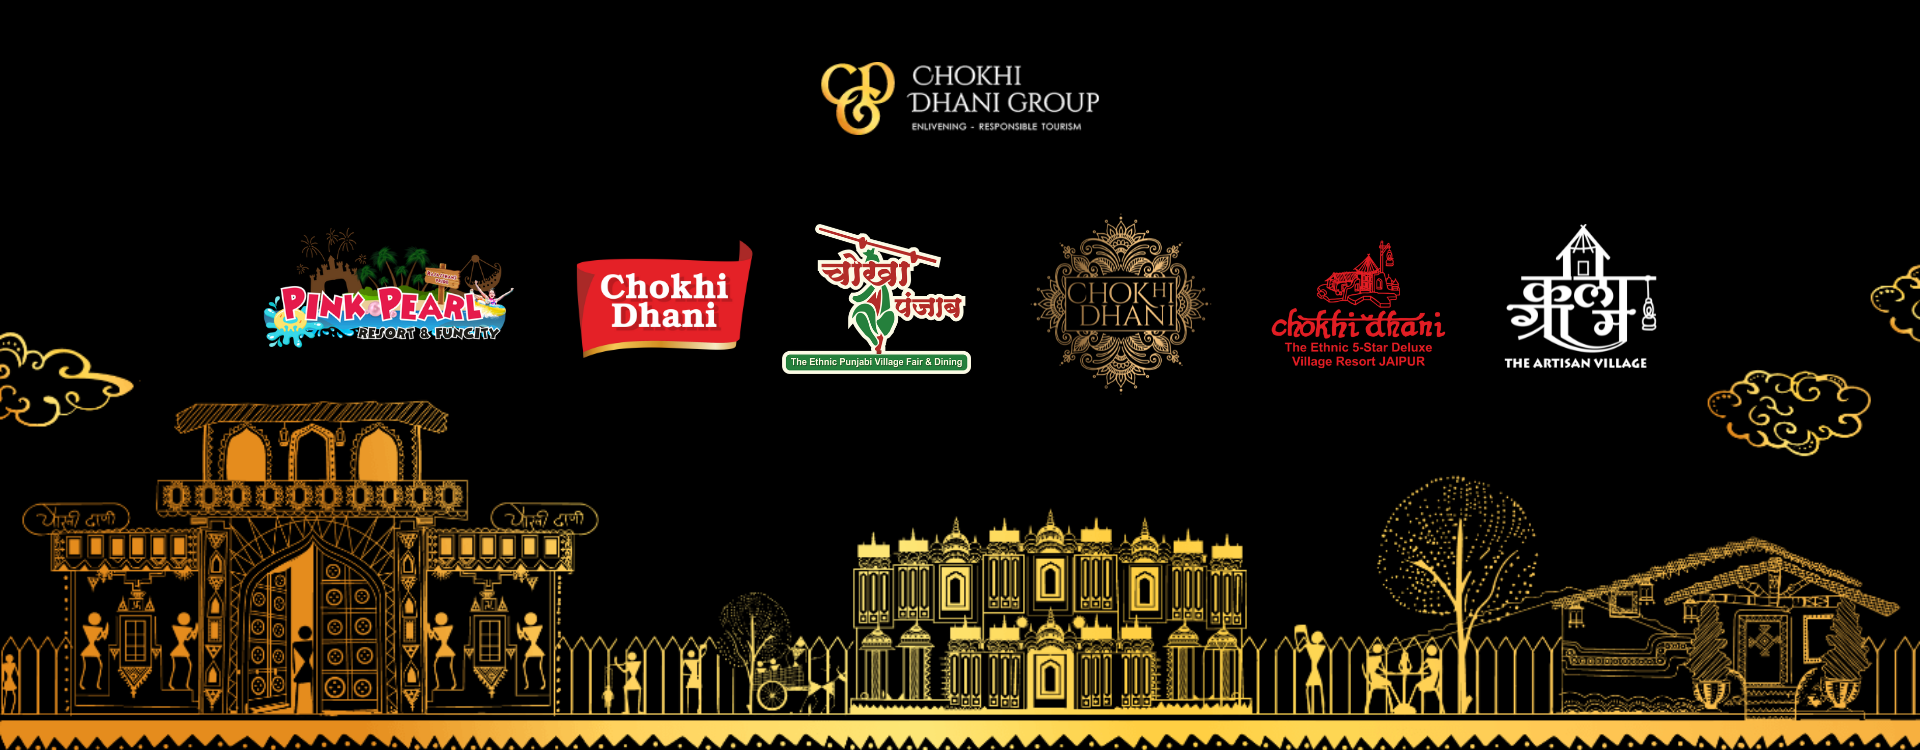 CHOKHI
DHANI GROUP
ENLIVENING - RESPONSIBLE TOURISM
PINK PEARL
RESORT & FUNCITY
Chokhi
Dhani
चोखा
पंजाब
The Ethnic Punjabi Village Fair & Dining
CHOKHI
DHANI
chokhi dhani
The Ethnic 5-Star Deluxe
Village Resort JAIPUR
कला
ग्राम
THE ARTISAN VILLAGE
चोखी ढाणी
चोखी ढाणी